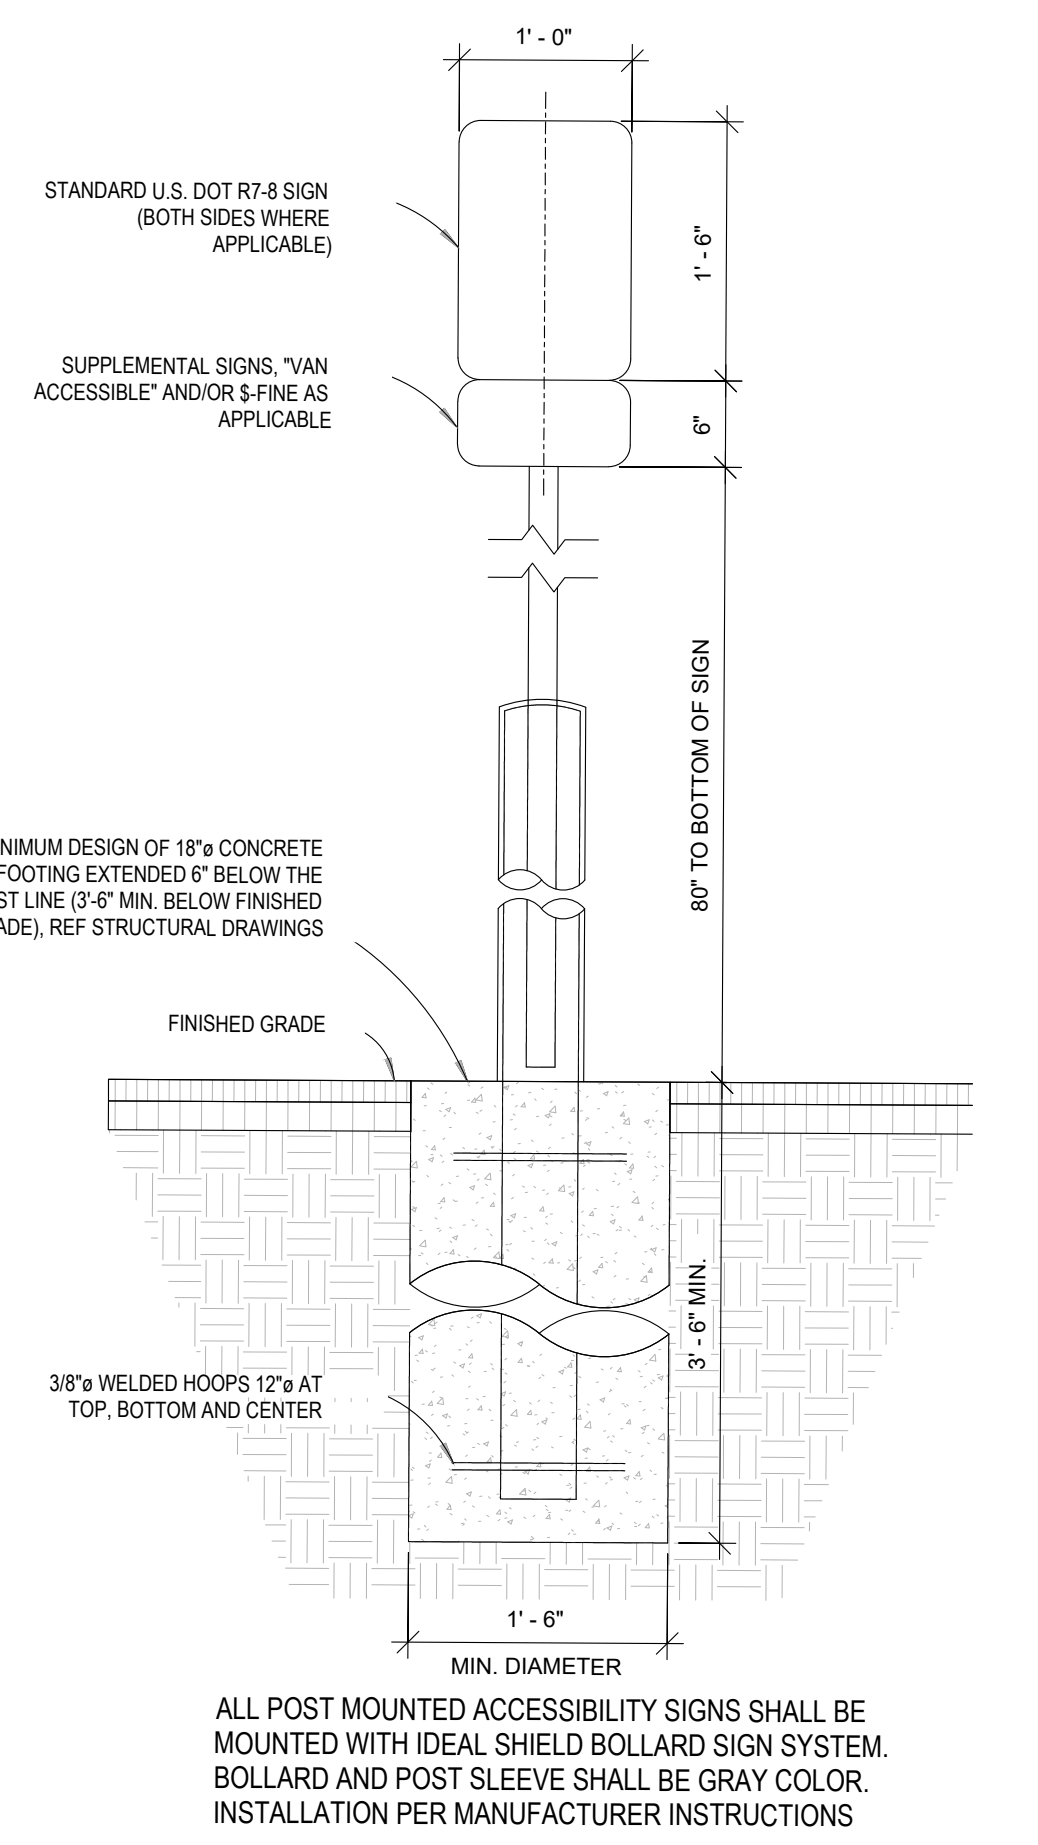 1' - 0"
STANDARD U.S. DOT R7-8 SIGN
(BOTH SIDES WHERE
APPLICABLE)
1' - 6"
SUPPLEMENTAL SIGNS, "VAN
ACCESSIBLE" AND/OR $-FINE AS
APPLICABLE
6"
80" TO BOTTOM OF SIGN
NIMUM DESIGN OF 18"ø CONCRETE
FOOTING EXTENDED 6" BELOW THE
ST LINE (3'-6" MIN. BELOW FINISHED
ADE), REF STRUCTURAL DRAWINGS
FINISHED GRADE
3' - 6" MIN.
3/8"ø WELDED HOOPS 12"ø AT
TOP, BOTTOM AND CENTER
1' - 6"
MIN. DIAMETER
ALL POST MOUNTED ACCESSIBILITY SIGNS SHALL BE
MOUNTED WITH IDEAL SHIELD BOLLARD SIGN SYSTEM.
BOLLARD AND POST SLEEVE SHALL BE GRAY COLOR.
INSTALLATION PER MANUFACTURER INSTRUCTIONS